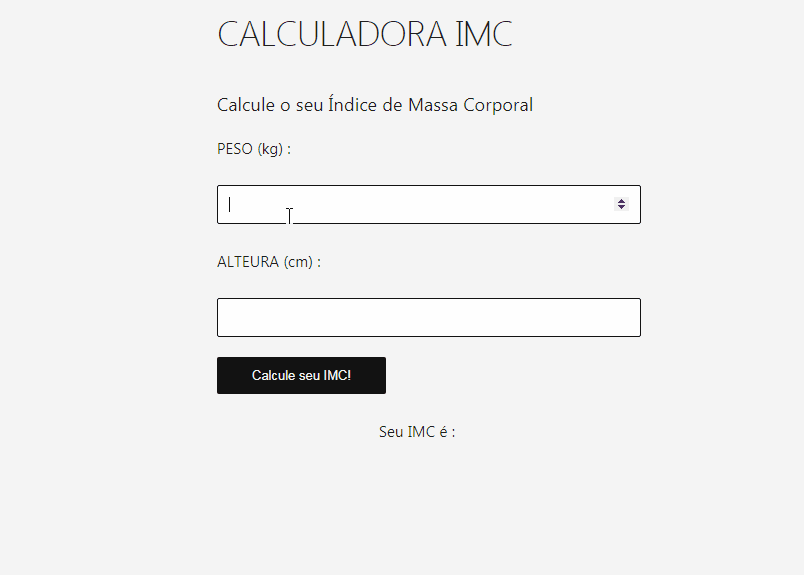 CALCULADORA IMC
Calcule o seu Índice de Massa Corporal
PESO (kg) :
ALTEURA (cm) :
Calcule seu IMC!
Seu IMC é :